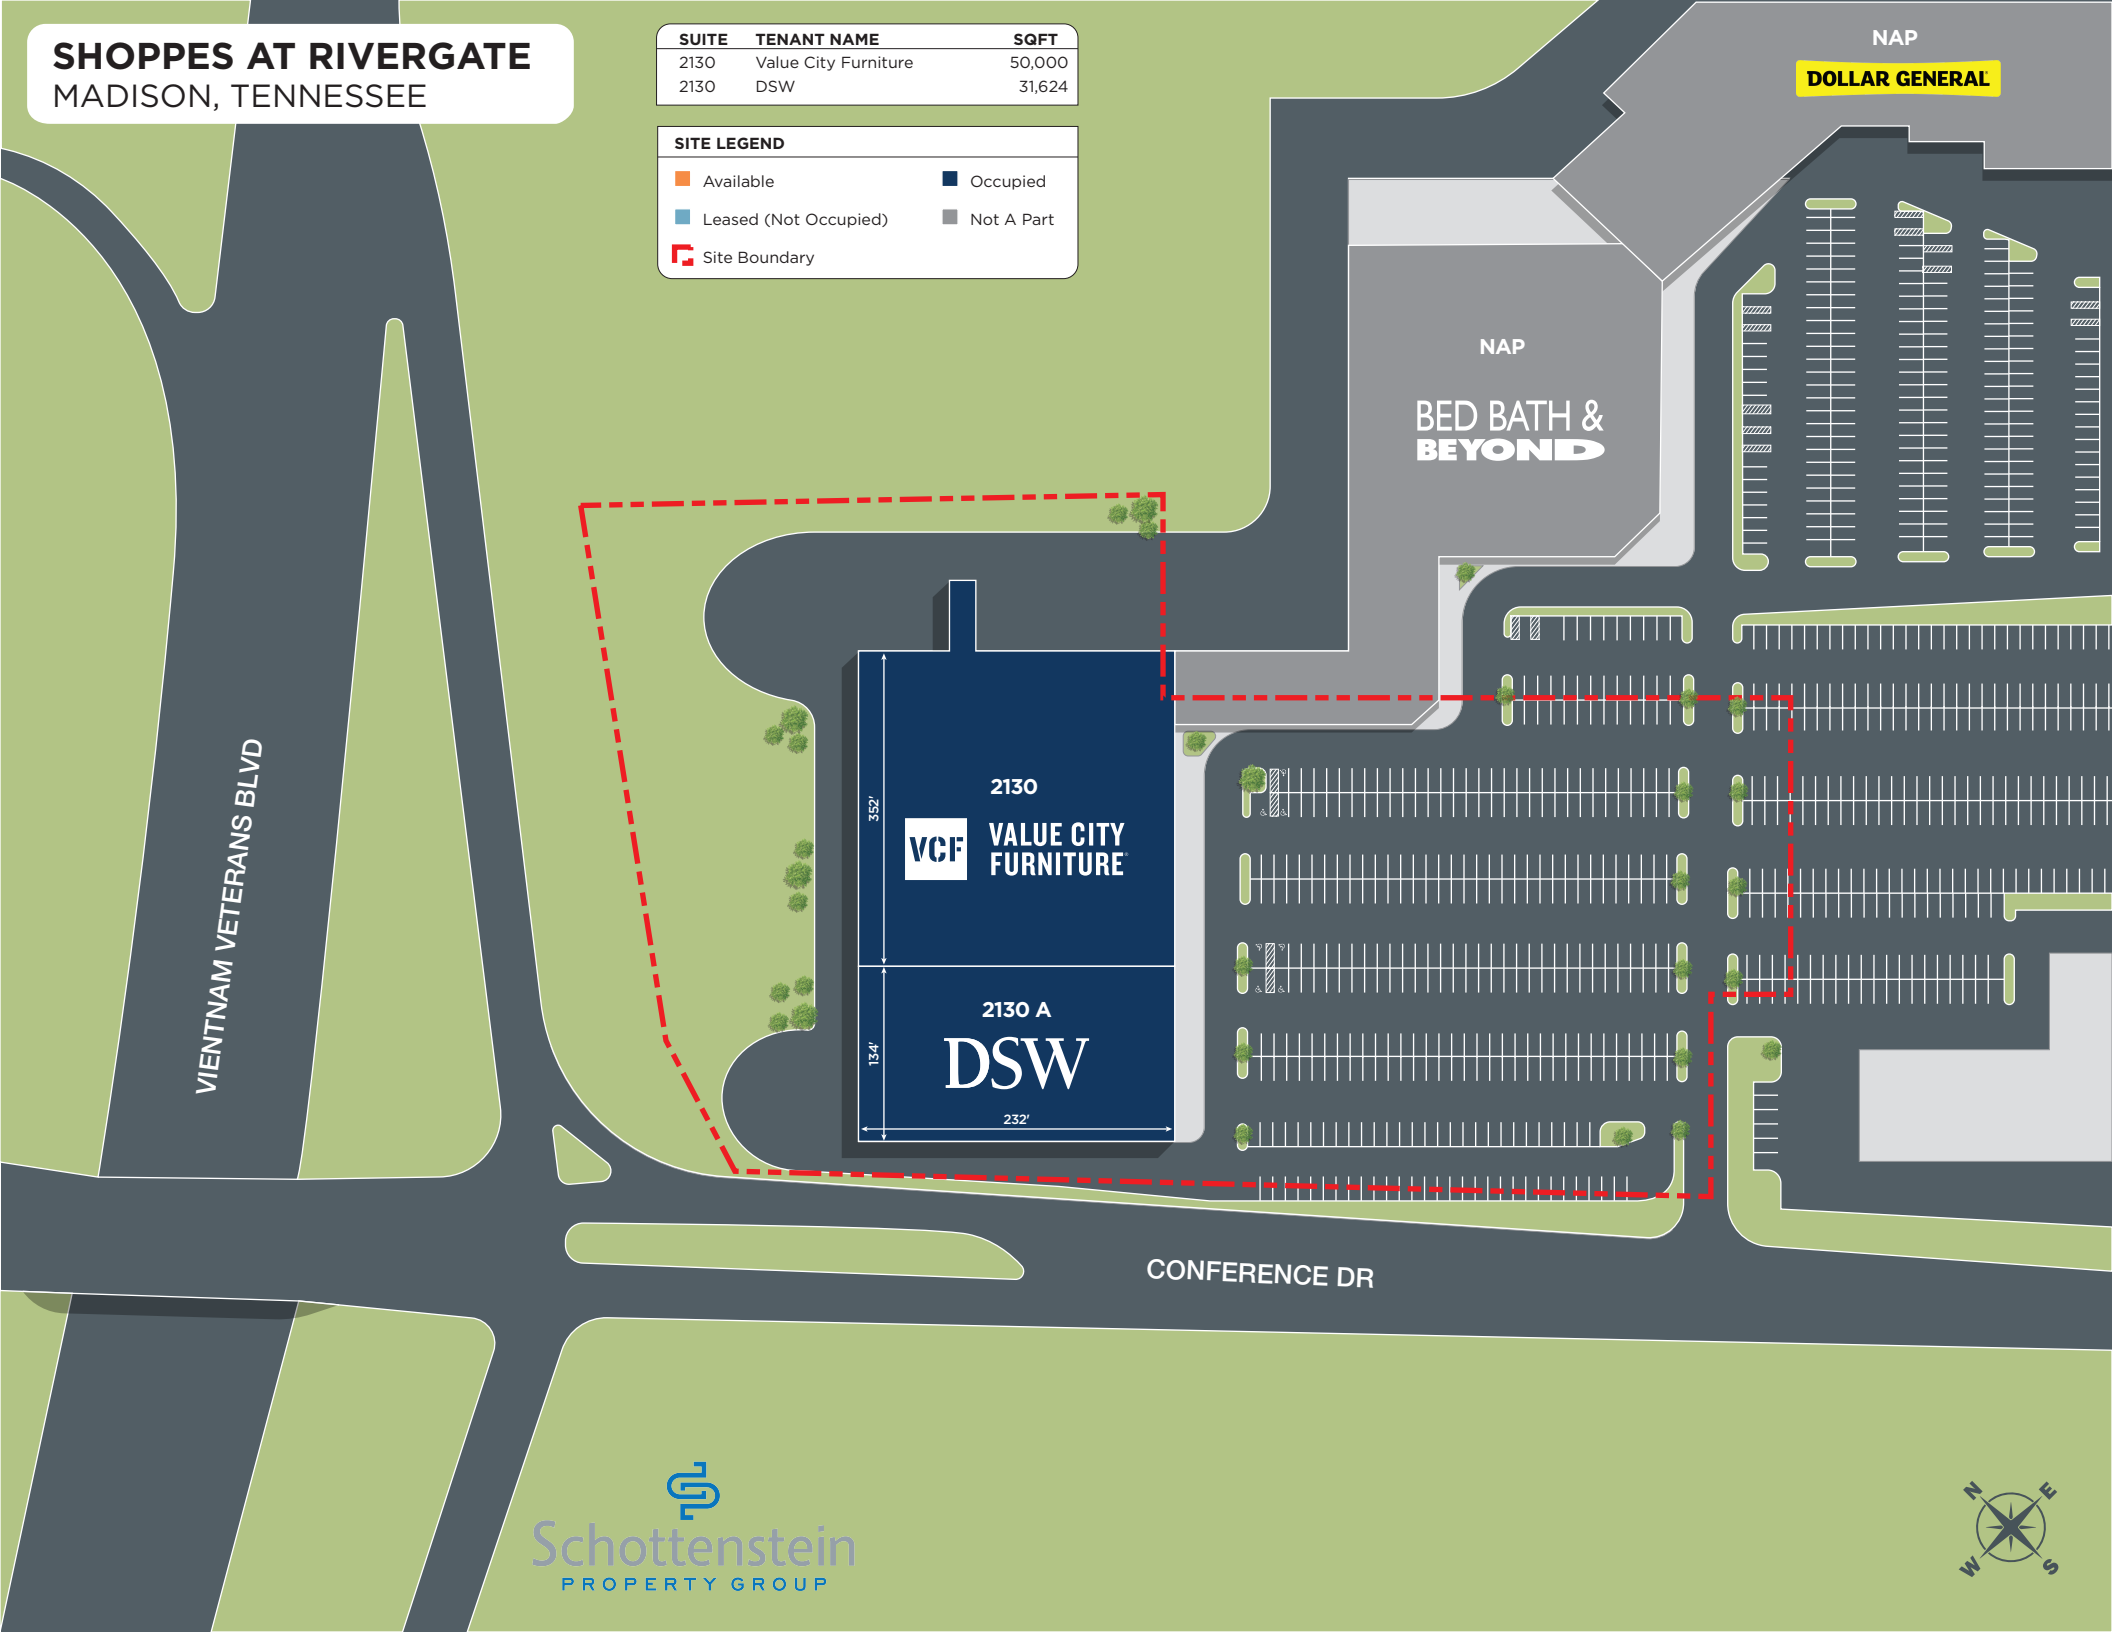 SHOPPES AT RIVERGATE
MADISON, TENNESSEE
SUITE TENANT NAME SQFT
2130 Value City Furniture 50,000
2130 DSW 31,624
SITE LEGEND
Available Occupied
Leased (Not Occupied) Not A Part
Site Boundary
NAP
DOLLAR GENERAL
NAP
BED BATH &
BEYOND
2130
352'
VCF VALUE CITY
FURNITURE
2130 A
DSW
134'
232'
VIENTNAM VETERANS BLVD
CONFERENCE DR
Schottenstein
PROPERTY GROUP
N E
W S